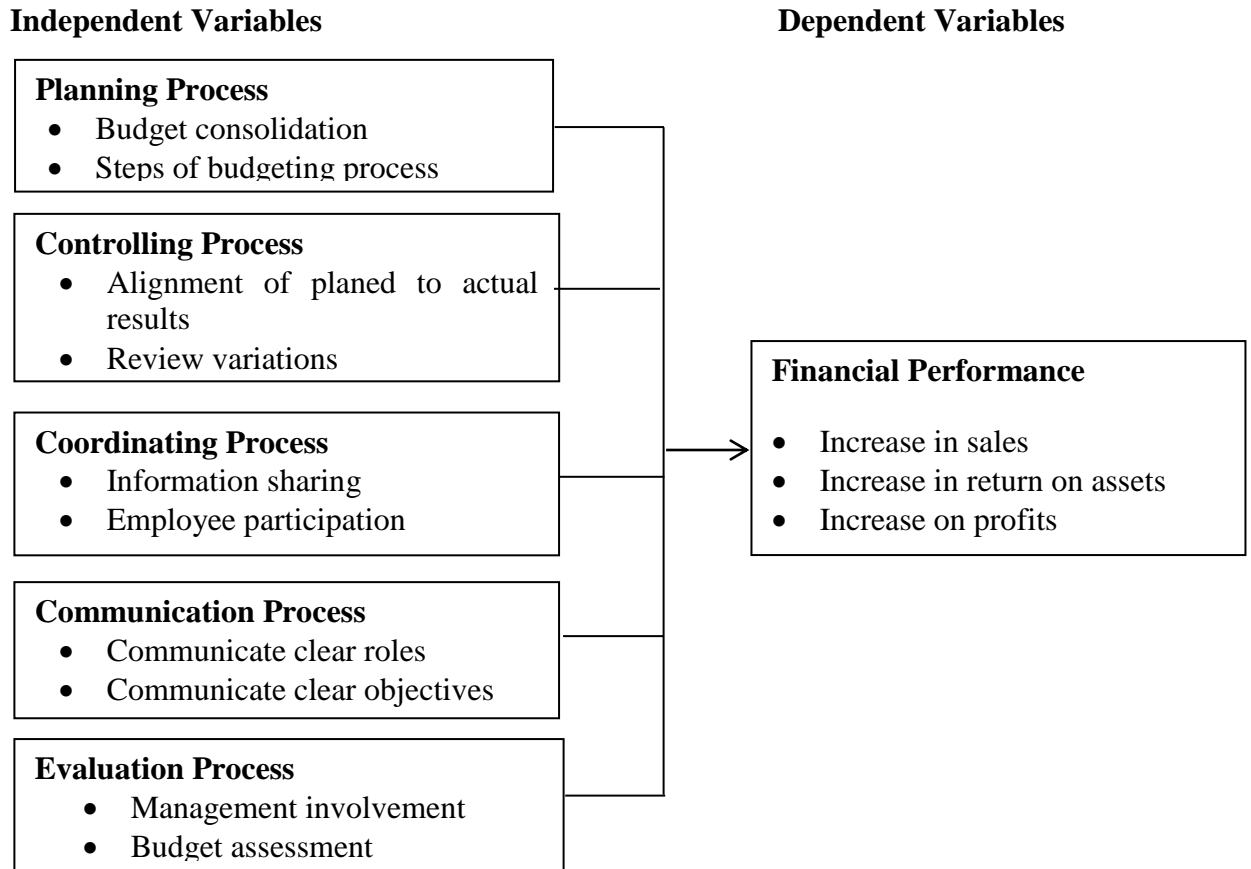 Independent Variables
Dependent Variables
Planning Process
• Budget consolidation
• Steps of budgeting process
Controlling Process
• Alignment of planed to actual
results
• Review variations
Coordinating Process
• Information sharing
• Employee participation
Communication Process
• Communicate clear roles
• Communicate clear objectives
Evaluation Process
• Management involvement
• Budget assessment
Financial Performance
• Increase in sales
• Increase in return on assets
• Increase on profits